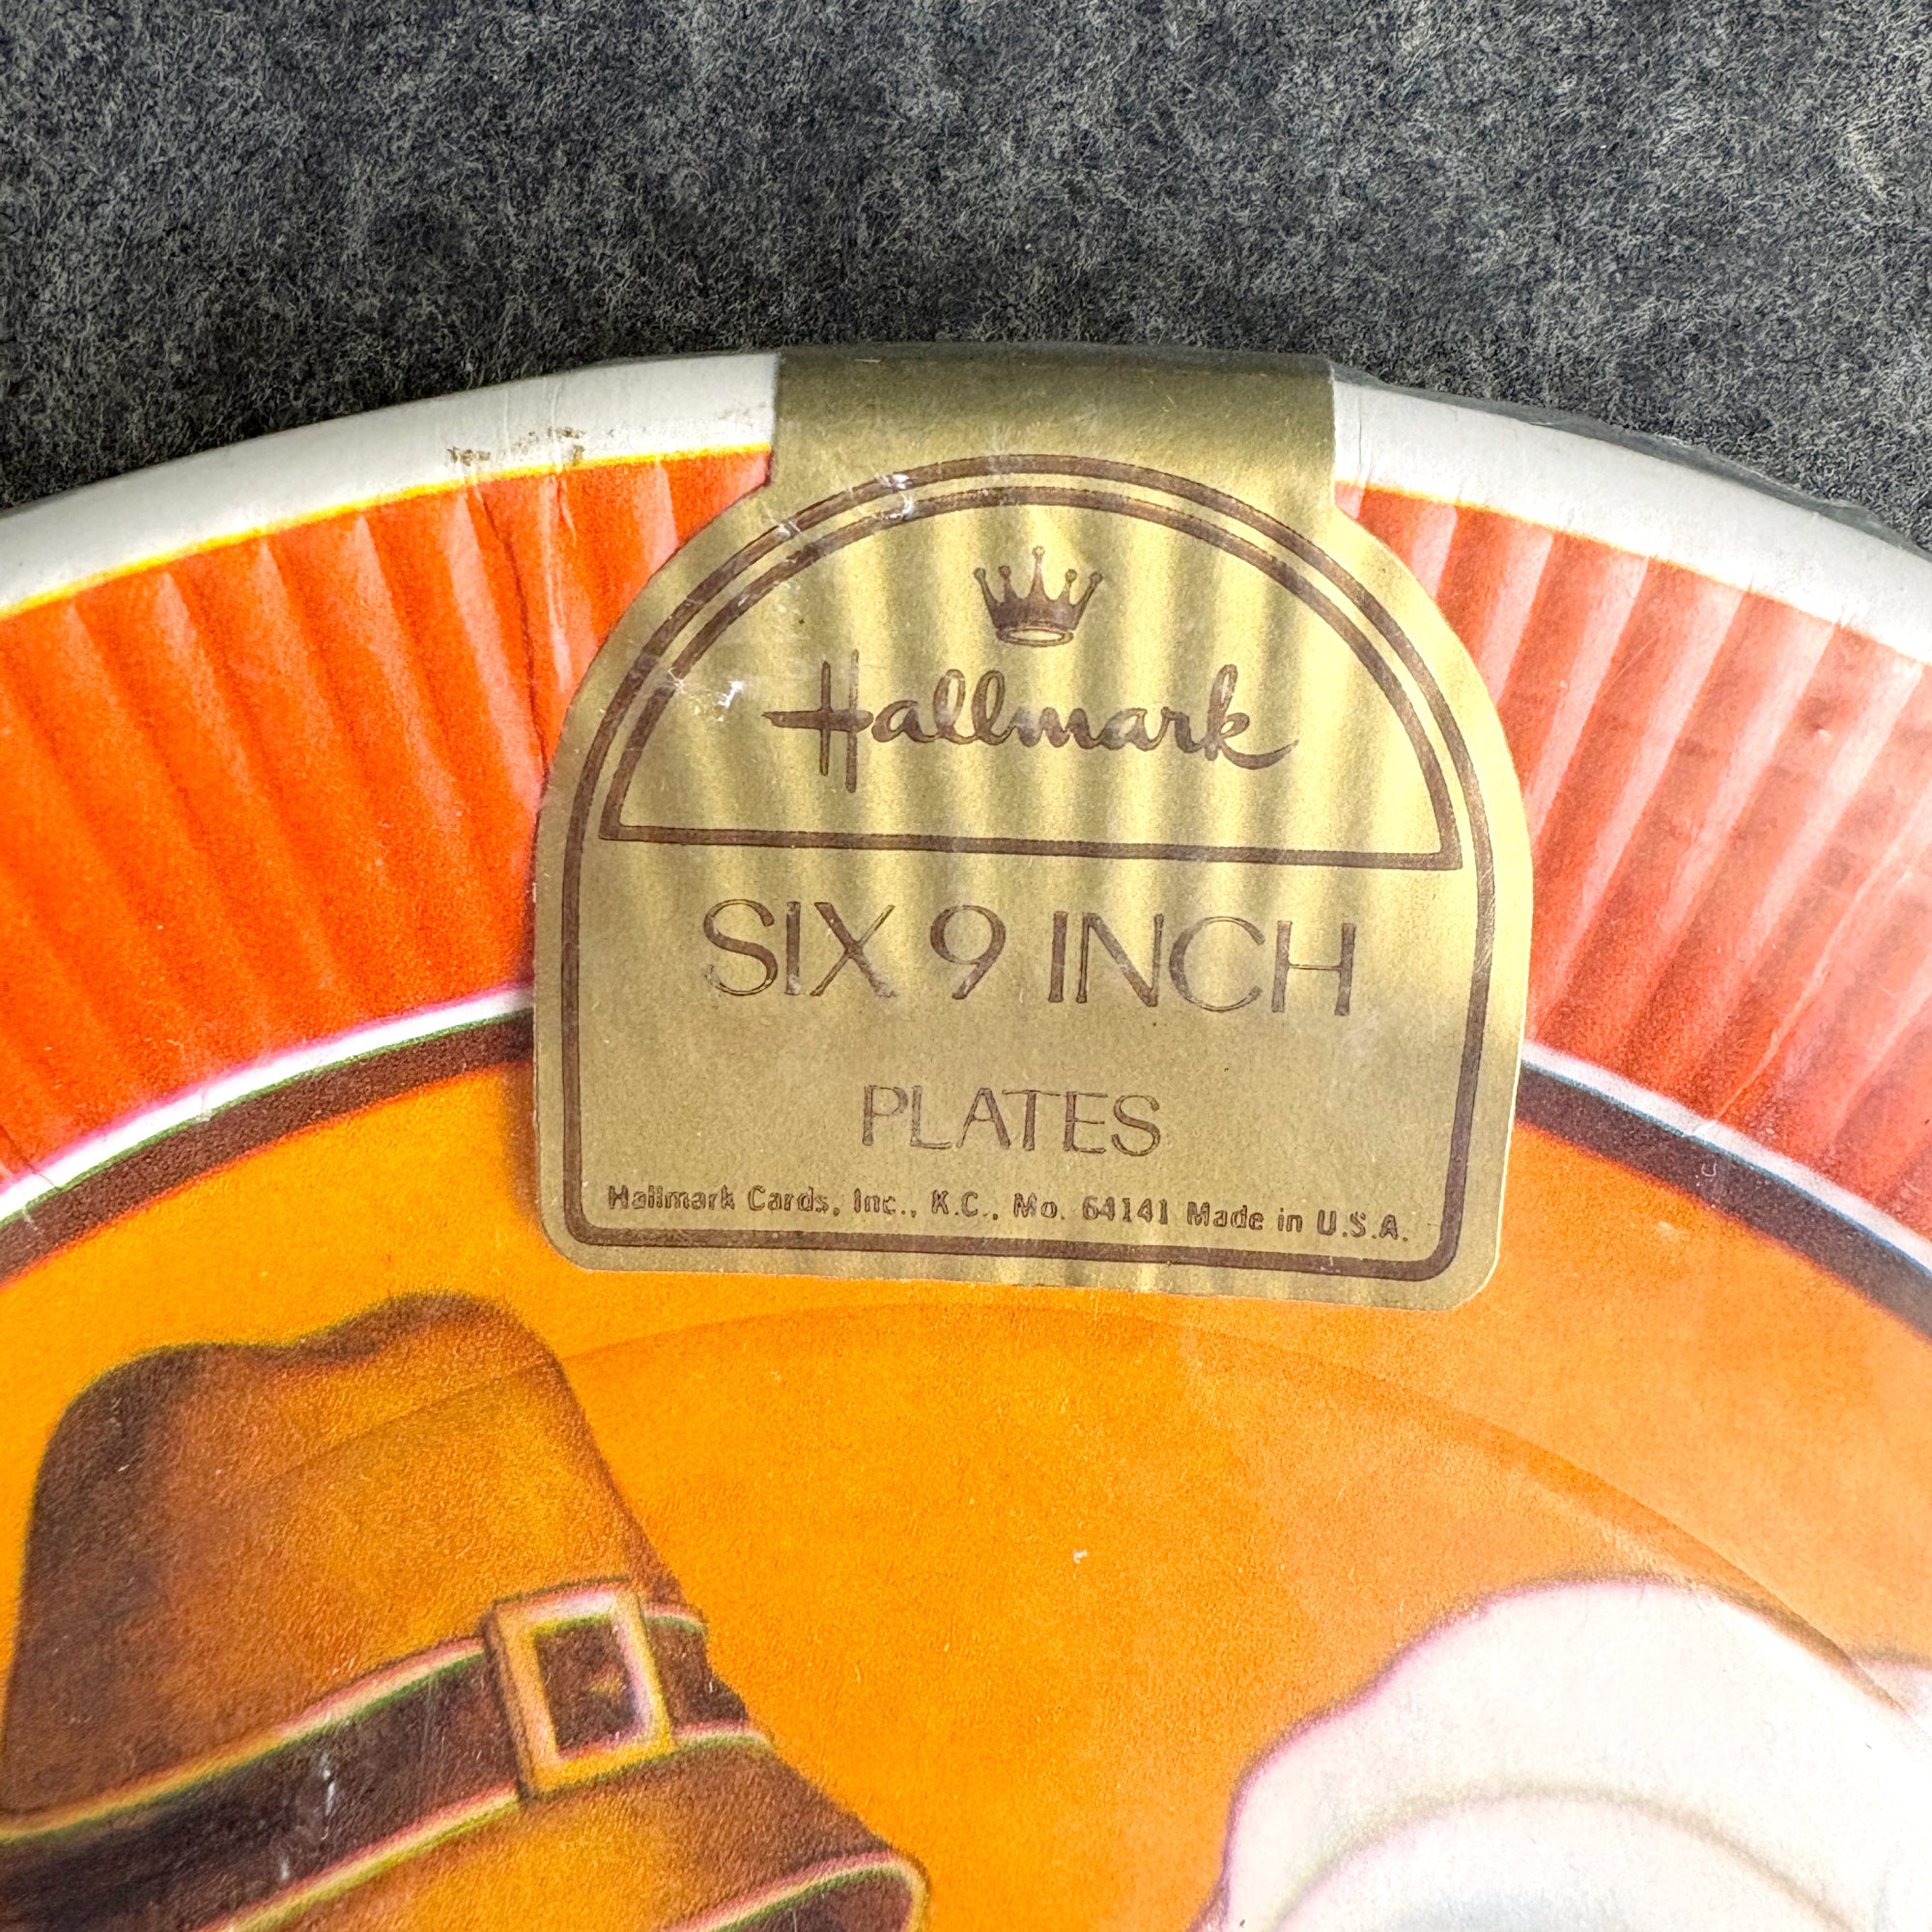 Hallmark
SIX 9 INCH
PLATES
Hallmark Cards, Inc., K.C., Mo. 64141 Made in U.S.A.